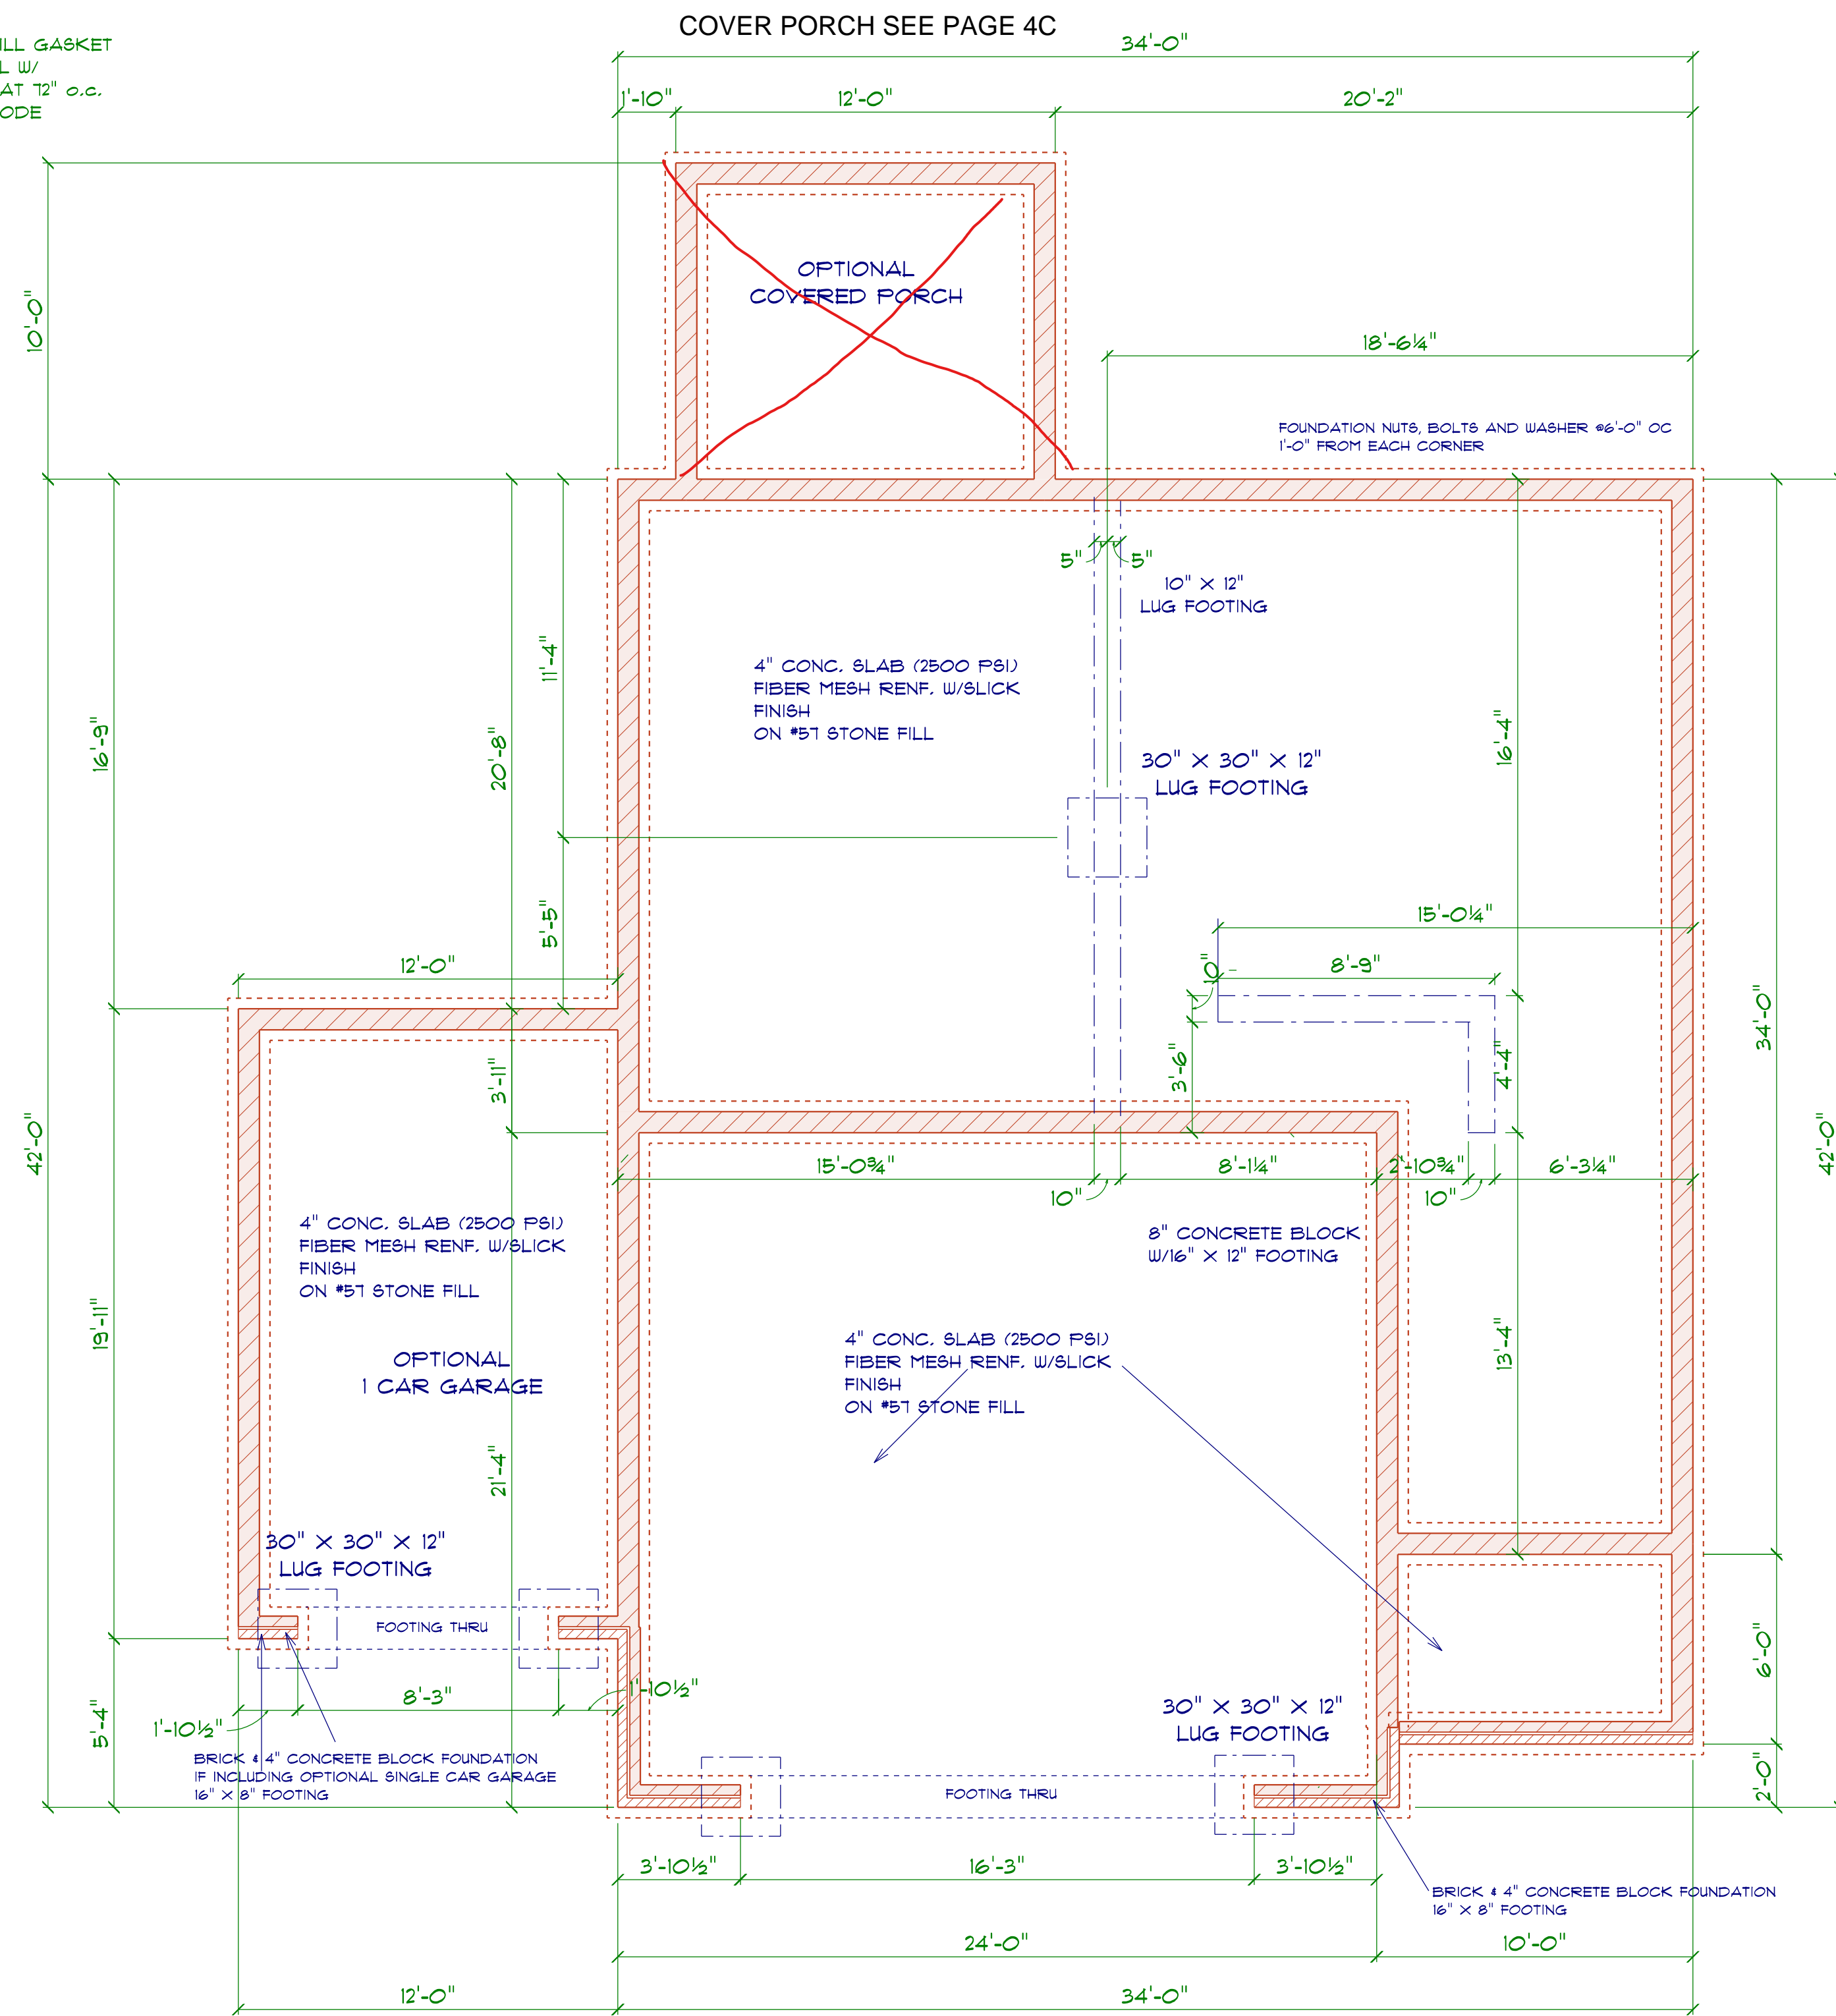 COVER PORCH SEE PAGE 4C
ILL GASKET
L W/
AT 72" o.c.
ODE
34'-0"
1'-10"
12'-0"
20'-2"
OPTIONAL
COVERED PORCH
10'-0"
18'-6¼"
FOUNDATION NUTS, BOLTS AND WASHER @6'-0" OC
1'-0" FROM EACH CORNER
5"
5"
10" X 12"
LUG FOOTING
11'-4"
4" CONC. SLAB (2500 PSI)
FIBER MESH RENF. W/SLICK
FINISH
ON #57 STONE FILL
16'-9"
20'-8"
16'-4"
30" X 30" X 12"
LUG FOOTING
5'-5"
15'-0¼"
12'-0"
10"
8'-9"
34'-0"
3'-11"
3'-6"
4'-4"
42'-0"
42'-0"
15'-0¾"
8'-1¼"
2'-10¾"
6'-3¼"
10"
10"
4" CONC. SLAB (2500 PSI)
FIBER MESH RENF. W/SLICK
FINISH
ON #57 STONE FILL
8" CONCRETE BLOCK
W/16" X 12" FOOTING
19'-11"
13'-4"
4" CONC. SLAB (2500 PSI)
FIBER MESH RENF. W/SLICK
FINISH
ON #57 STONE FILL
OPTIONAL
1 CAR GARAGE
21'-4"
30" X 30" X 12"
LUG FOOTING
FOOTING THRU
6'-0"
8'-3"
1'-10½"
1'-10½"
5'-4"
30" X 30" X 12"
LUG FOOTING
BRICK & 4" CONCRETE BLOCK FOUNDATION
IF INCLUDING OPTIONAL SINGLE CAR GARAGE
16" X 8" FOOTING
FOOTING THRU
2'-0"
3'-10½"
16'-3"
3'-10½"
BRICK & 4" CONCRETE BLOCK FOUNDATION
16" X 8" FOOTING
24'-0"
10'-0"
12'-0"
34'-0"